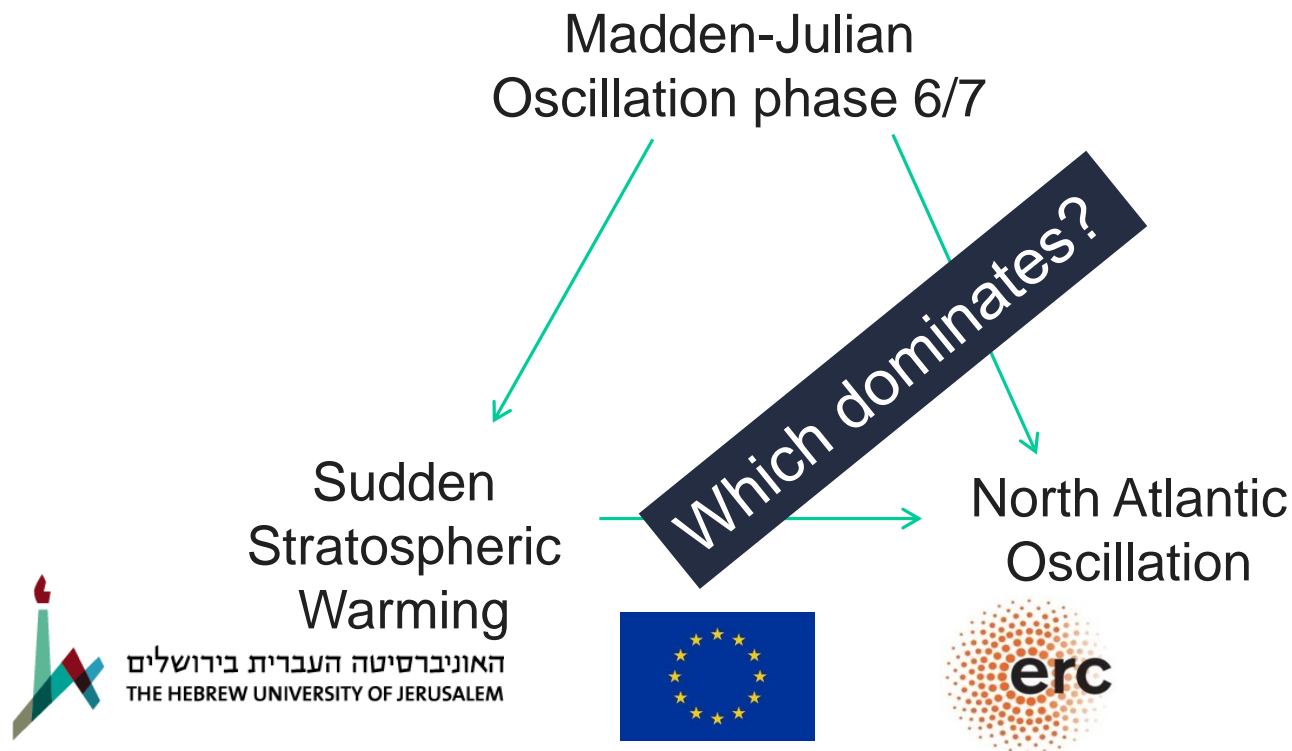 Madden-Julian
Oscillation phase 6/7
Which dominates?
Sudden
Stratospheric
Warming
North Atlantic
Oscillation
האוניברסיטה העברית בירושלים
THE HEBREW UNIVERSITY OF JERUSALEM
erc